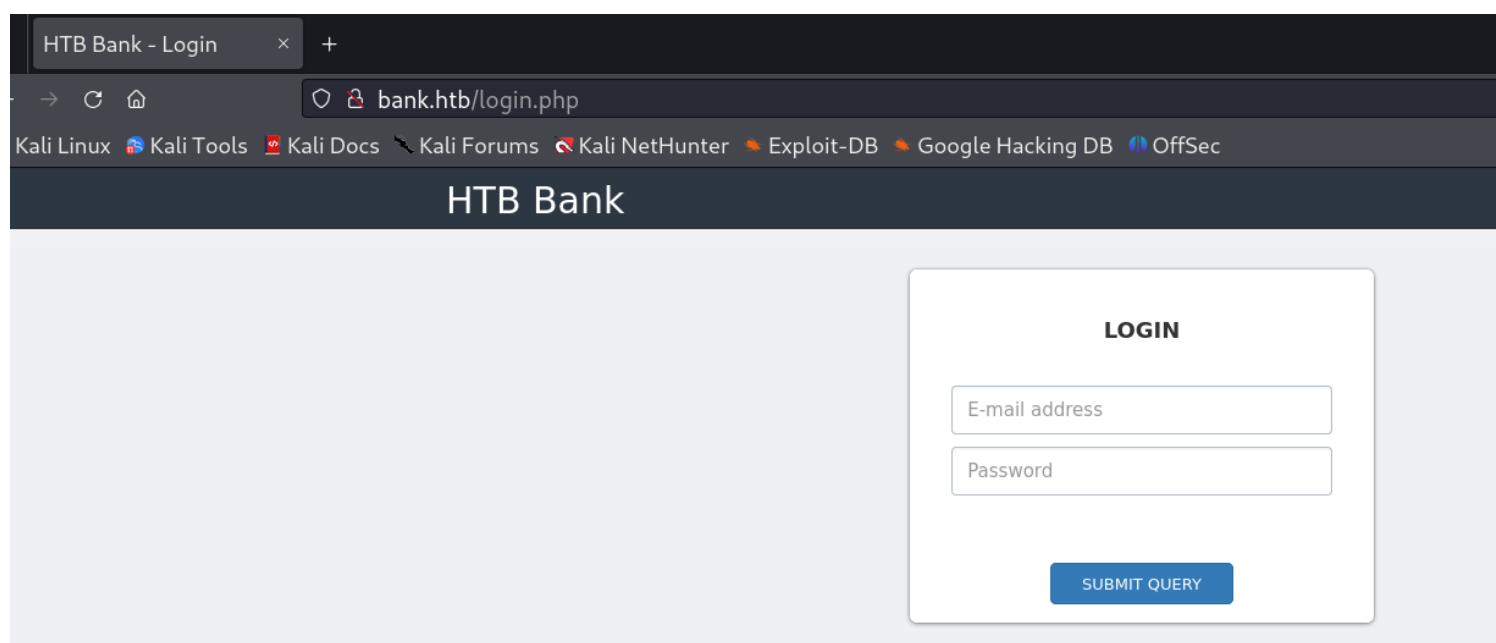 HTB Bank - Login × +
bank.htb/login.php
Kali Linux Kali Tools Kali Docs Kali Forums Kali NetHunter Exploit-DB Google Hacking DB OffSec
HTB Bank
LOGIN
E-mail address
Password
SUBMIT QUERY